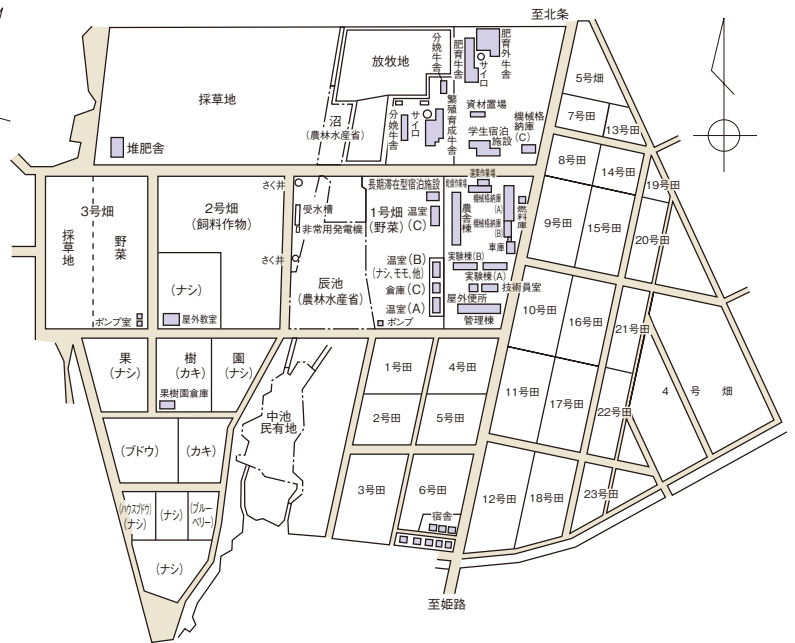 至北条
放牧地
分娩牛舎
肥育牛舎
サイロ
肥育外牛舎
5号畑
採草地
沼
(農林水産省)
分娩牛舎
サイロ
繁殖育成牛舎
資材置場
学生宿泊
施設
機械格
納庫
(C)
7号田
13号田
堆肥舎
8号田
14号田
19号田
3号畑
採草地
野菜
2号畑
(飼料作物)
さく井
受水槽
非常用発電機
さく井
長期滞在型宿泊施設
1号畑
(野菜)
温室
(C)
農舎棟
機械格納庫
(A)
機械格納庫
(B)
燃料庫
車庫
9号田
15号田
20号田
辰池
(農林水産省)
温室(B)
(ナシ、モモ、他)
倉庫(C)
温室(A)
ポンプ
実験棟(B)
実験棟(A)
技術員室
屋外便所
管理棟
(ナシ)
屋外教室
ポンプ室
10号田
16号田
21号田
果
(ナシ)
樹
(カキ)
園
(ナシ)
果樹園倉庫
1号田
4号田
11号田
17号田
22号田
4号畑
中池
民有地
2号田
5号田
(ブドウ)
(カキ)
3号田
6号田
12号田
18号田
23号田
(ハウスブドウ)
(ナシ)
(ナシ)
(ブルー
ベリー)
宿舎
(ナシ)
至姫路